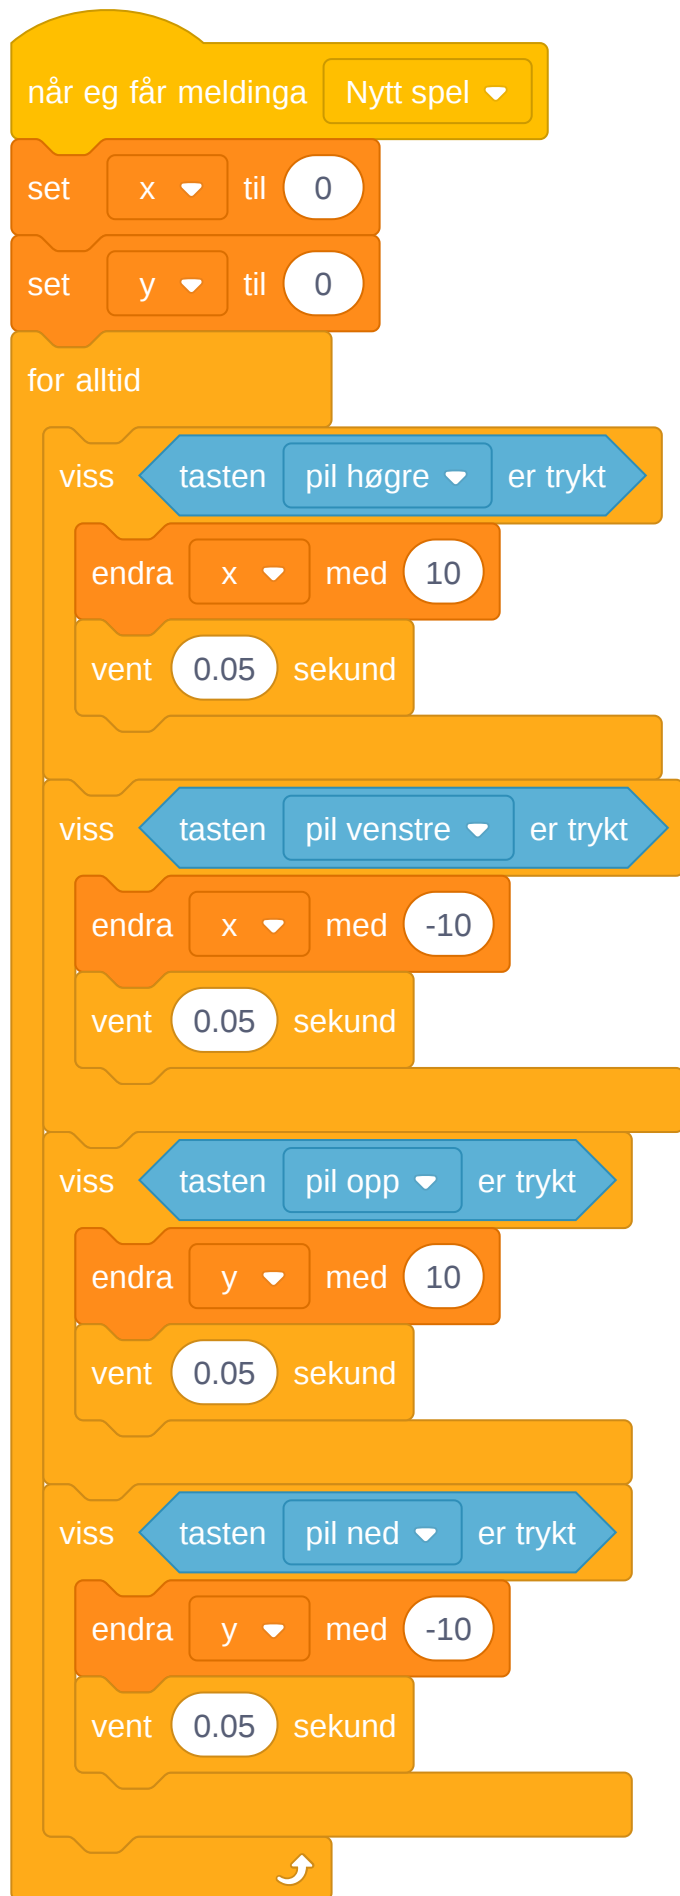 når eg får meldinga Nytt spel
set x til 0
set y til 0
for alltid
viss tasten pil høgre er trykt
endra x med 10
vent 0.05 sekund
viss tasten pil venstre er trykt
endra x med -10
vent 0.05 sekund
viss tasten pil opp er trykt
endra y med 10
vent 0.05 sekund
viss tasten pil ned er trykt
endra y med -10
vent 0.05 sekund